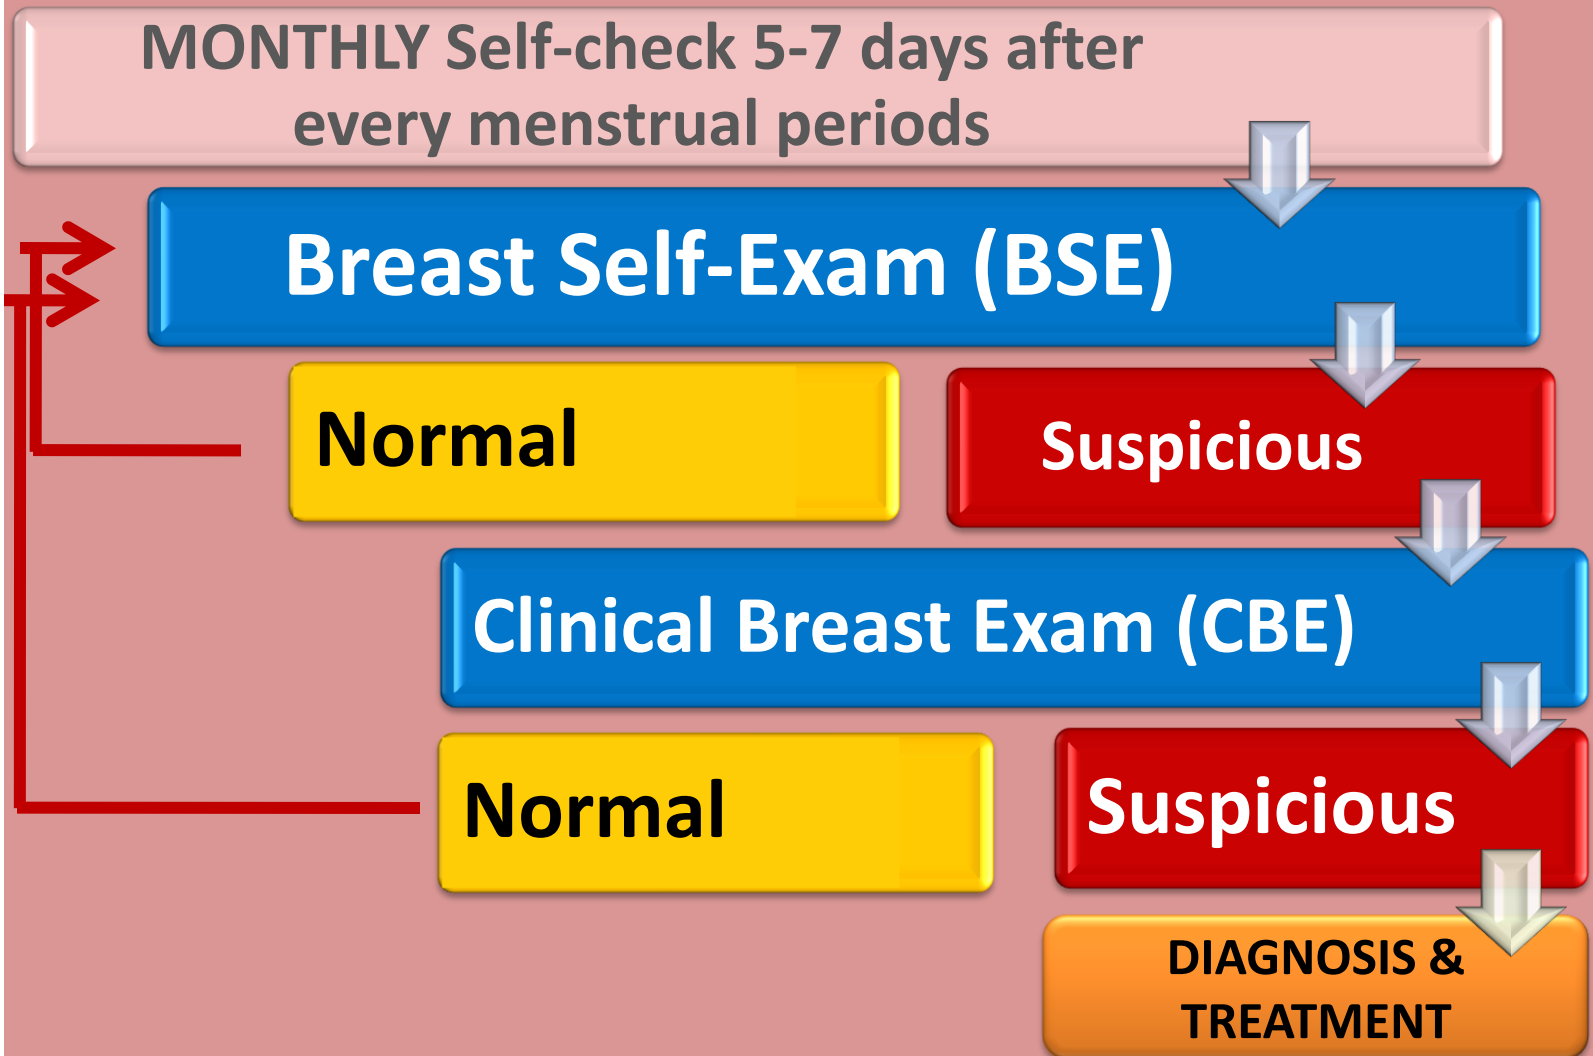 MONTHLY Self-check 5-7 days after
every menstrual periods
Breast Self-Exam (BSE)
Normal
Suspicious
Clinical Breast Exam (CBE)
Normal
Suspicious
DIAGNOSIS &
TREATMENT